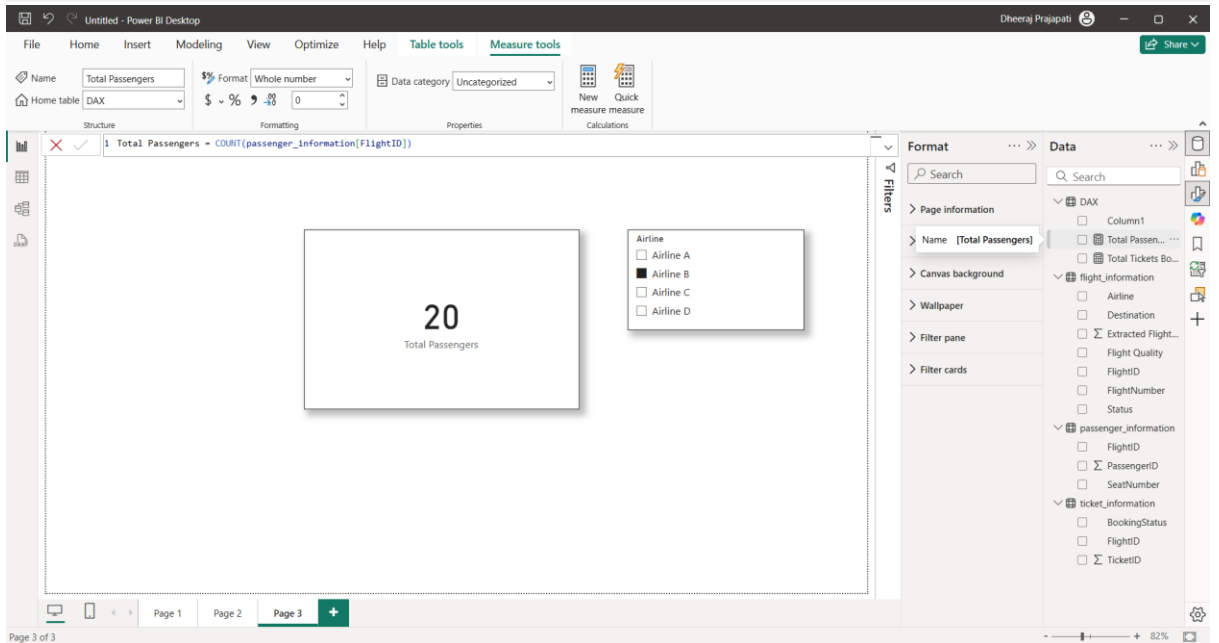 Untitled - Power BI Desktop
Dheeraj Prajapati
File Home Insert Modeling View Optimize Help Table tools Measure tools
Share
Name Total Passengers
Home table DAX
Structure
$% Format Whole number
$ % 9 .00 0
Formatting
Data category Uncategorized
Properties
New measure
Quick measure
Calculations
1 Total Passengers = COUNT(passenger_information[FlightID])
Filters
20
Total Passengers
Airline
Airline A
Airline B
Airline C
Airline D
Format
Search
Page information
Name [Total Passengers]
Canvas background
Wallpaper
Filter pane
Filter cards
Data
Search
DAX
Column1
Total Passen...
Total Tickets Bo...
flight_information
Airline
Destination
Extracted Flight...
Flight Quality
FlightID
FlightNumber
Status
passenger_information
FlightID
PassengerID
SeatNumber
ticket_information
BookingStatus
FlightID
TicketID
Page 1 Page 2 Page 3 +
Page 3 of 3
- + 82%